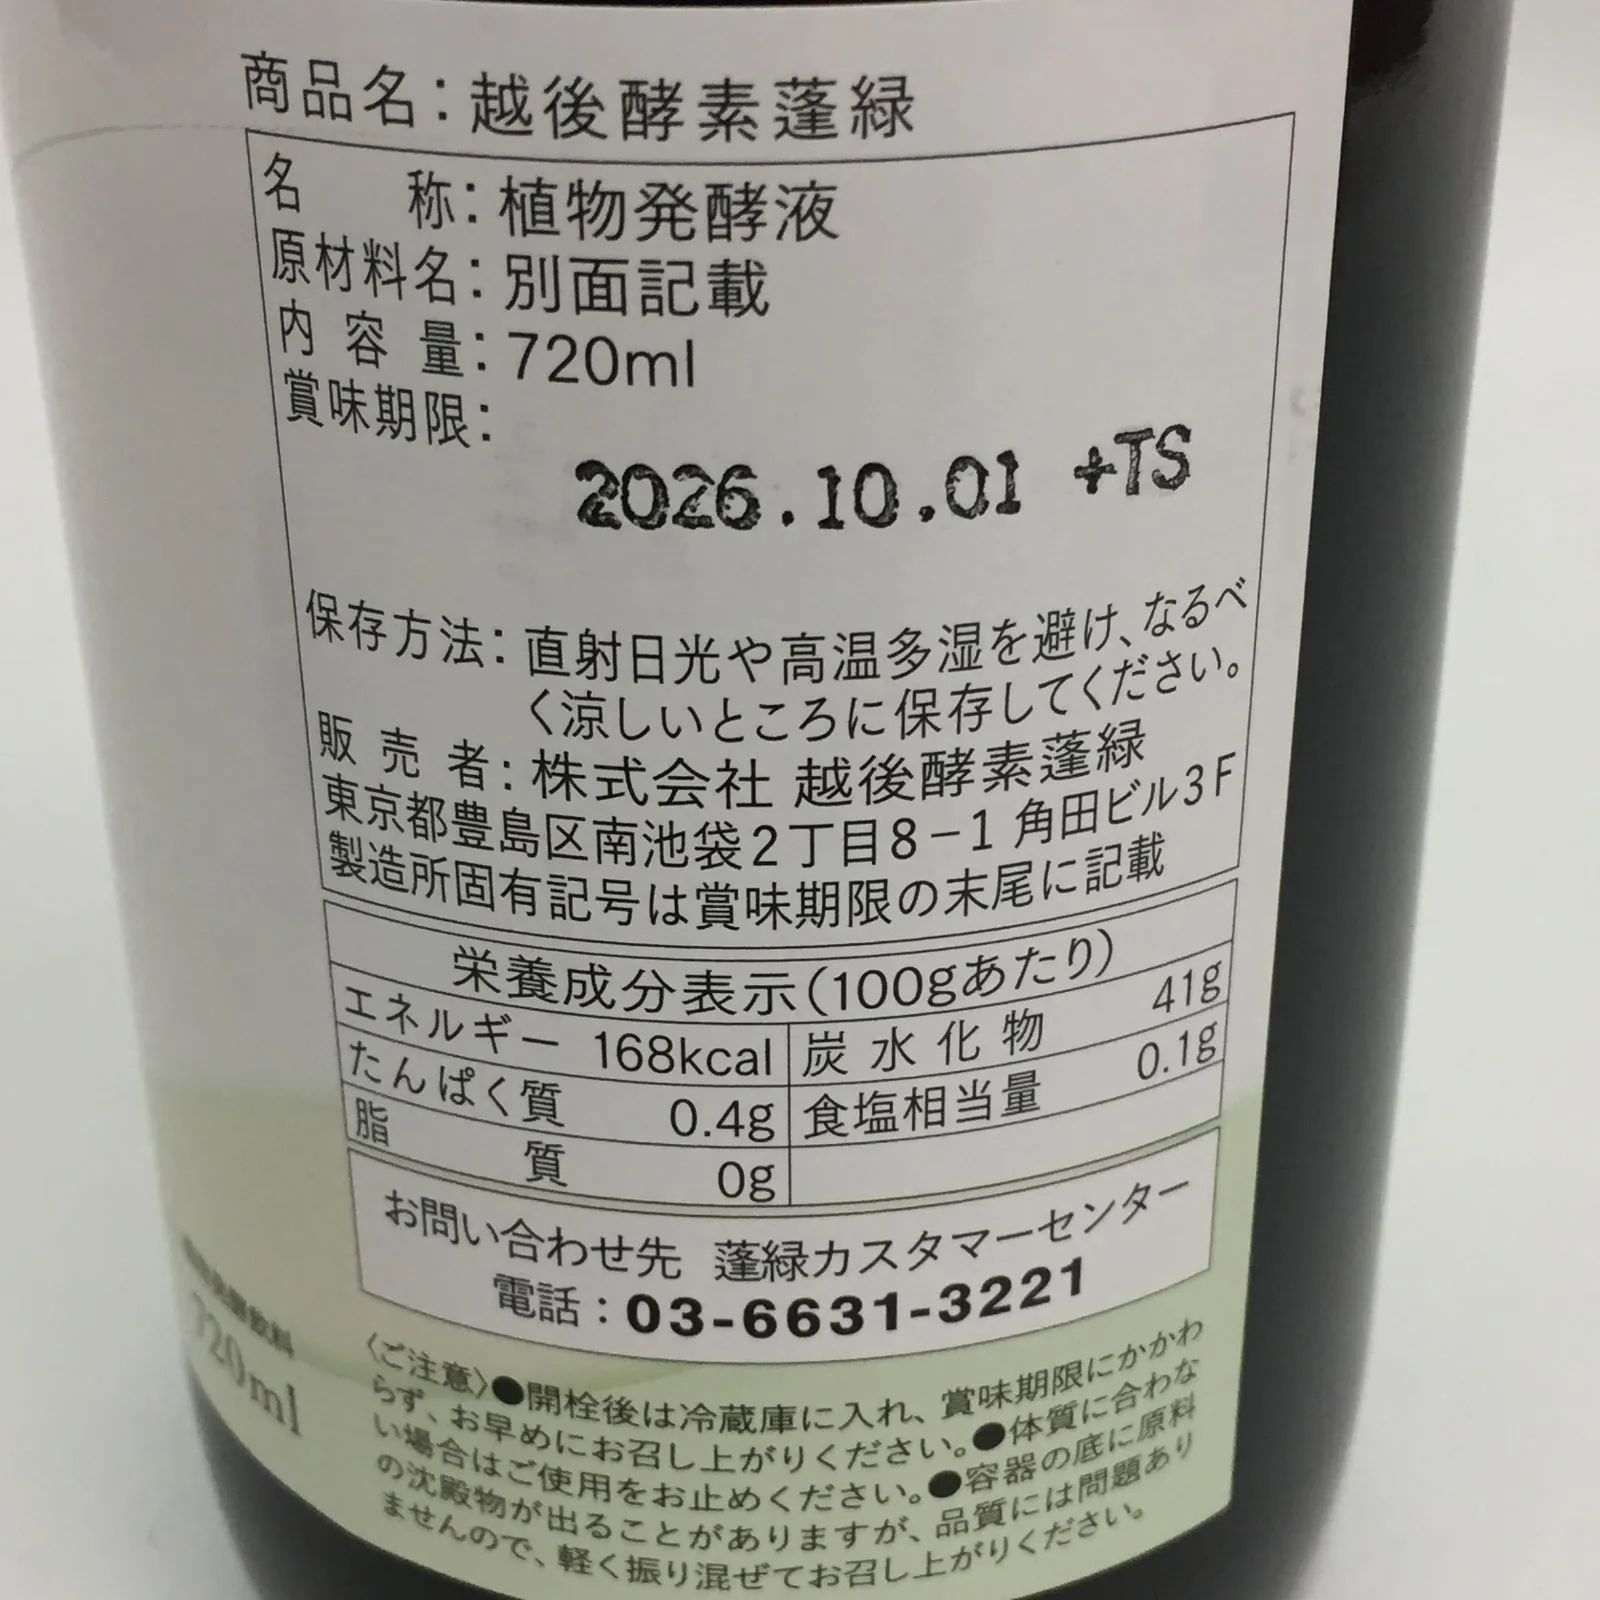 商品名：越後酵素蓬緑
名称：植物発酵液
原材料名：別面記載
内容量：720ml
賞味期限：
2026.10.01 +TS
保存方法：直射日光や高温多湿を避け、なるべ
く涼しいところに保存してください。
販売者：株式会社 越後酵素蓬緑
東京都豊島区南池袋2丁目8-1 角田ビル3F
製造所固有記号は賞味期限の末尾に記載
栄養成分表示(100gあたり)
エネルギー 168kcal 炭水化物 41g
たんぱく質 0.4g 食塩相当量 0.1g
脂質 0g
お問い合わせ先 蓬緑カスタマーセンター
電話：03-6631-3221
〈ご注意〉●開栓後は冷蔵庫に入れ、賞味期限にかかわ
らず、お早めにお召し上がりください。●体質に合わな
い場合はご使用をお止めください。●容器の底に原料
の沈殿物が出ることがありますが、品質には問題あり
ませんので、軽く振り混ぜてお召し上がりください。
720ml